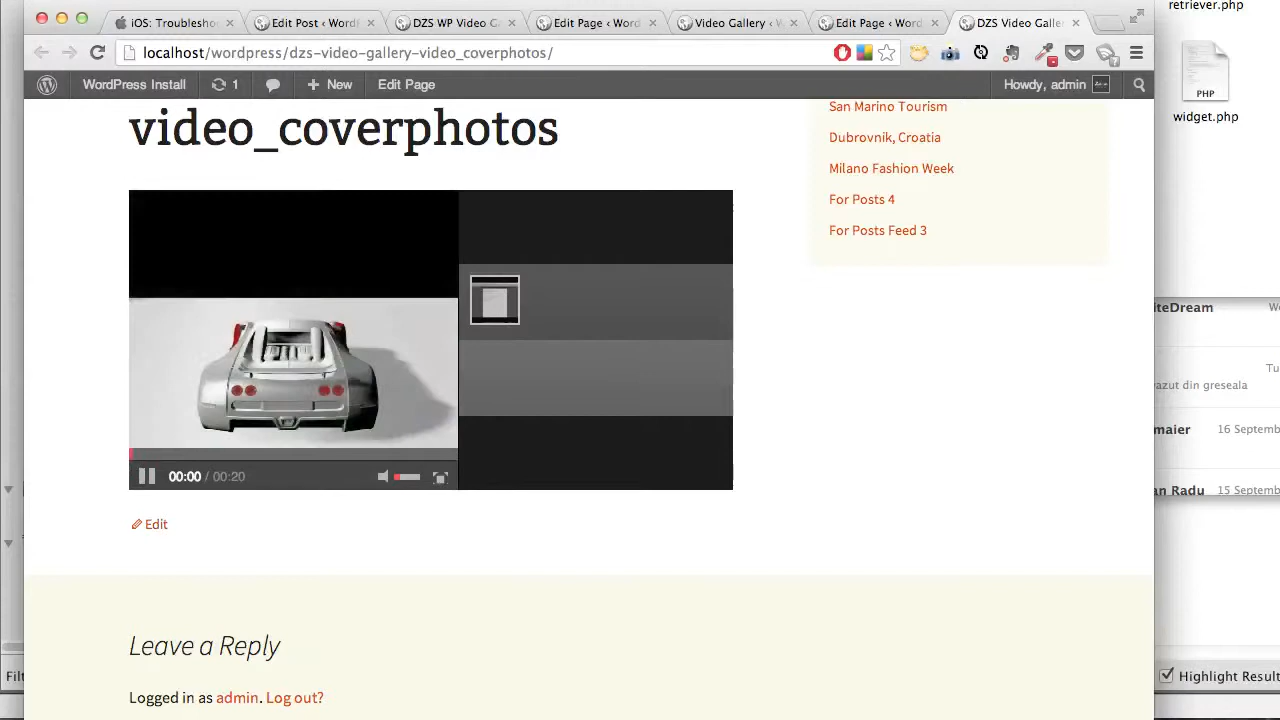 retriever.php
iOS: Troublesho
Edit Post ‹ Word
DZS WP Video G
Edit Page ‹ Word
Video Gallery ‹ W
Edit Page ‹ Word
DZS Video Galle
localhost/wordpress/dzs-video-gallery-video_coverphotos/
WordPress Install
1
New
Edit Page
Howdy, admin
PHP
widget.php
video_coverphotos
San Marino Tourism
Dubrovnik, Croatia
Milano Fashion Week
For Posts 4
For Posts Feed 3
iteDream
We
Tu
vazut din greseala
maier
16 Septemb
an Radu
15 Septemb
00:00 / 00:20
Edit
Leave a Reply
Logged in as admin. Log out?
Filt
Highlight Result